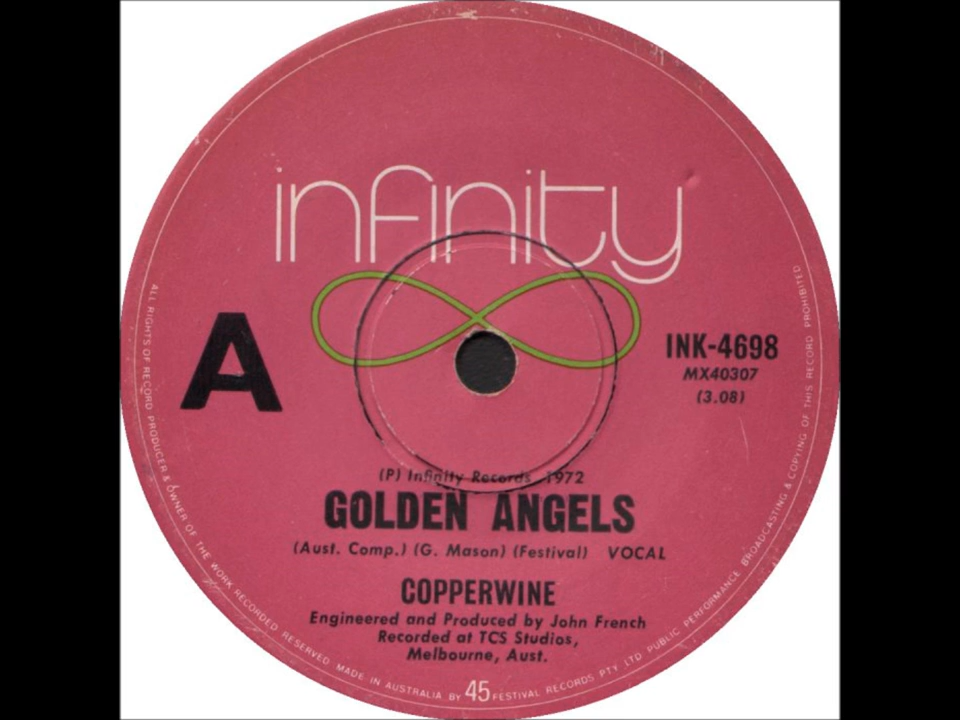 infinity
A
INK-4698
MX40307
(3.08)
(P) Infinity Records 1972
GOLDEN ANGELS
(Aust. Comp.) (G. Mason) (Festival) VOCAL
COPPERWINE
Engineered and Produced by John French
Recorded at TCS Studios,
Melbourne, Aust.
ALL RIGHTS OF RECORD PRODUCER & OWNER OF THE WORK RECORDED RESERVED MADE IN AUSTRALIA BY 45 FESTIVAL RECORDS PTY LTD PUBLIC PERFORMANCE BROADCASTING & COPYING OF THIS RECORD PROHIBITED